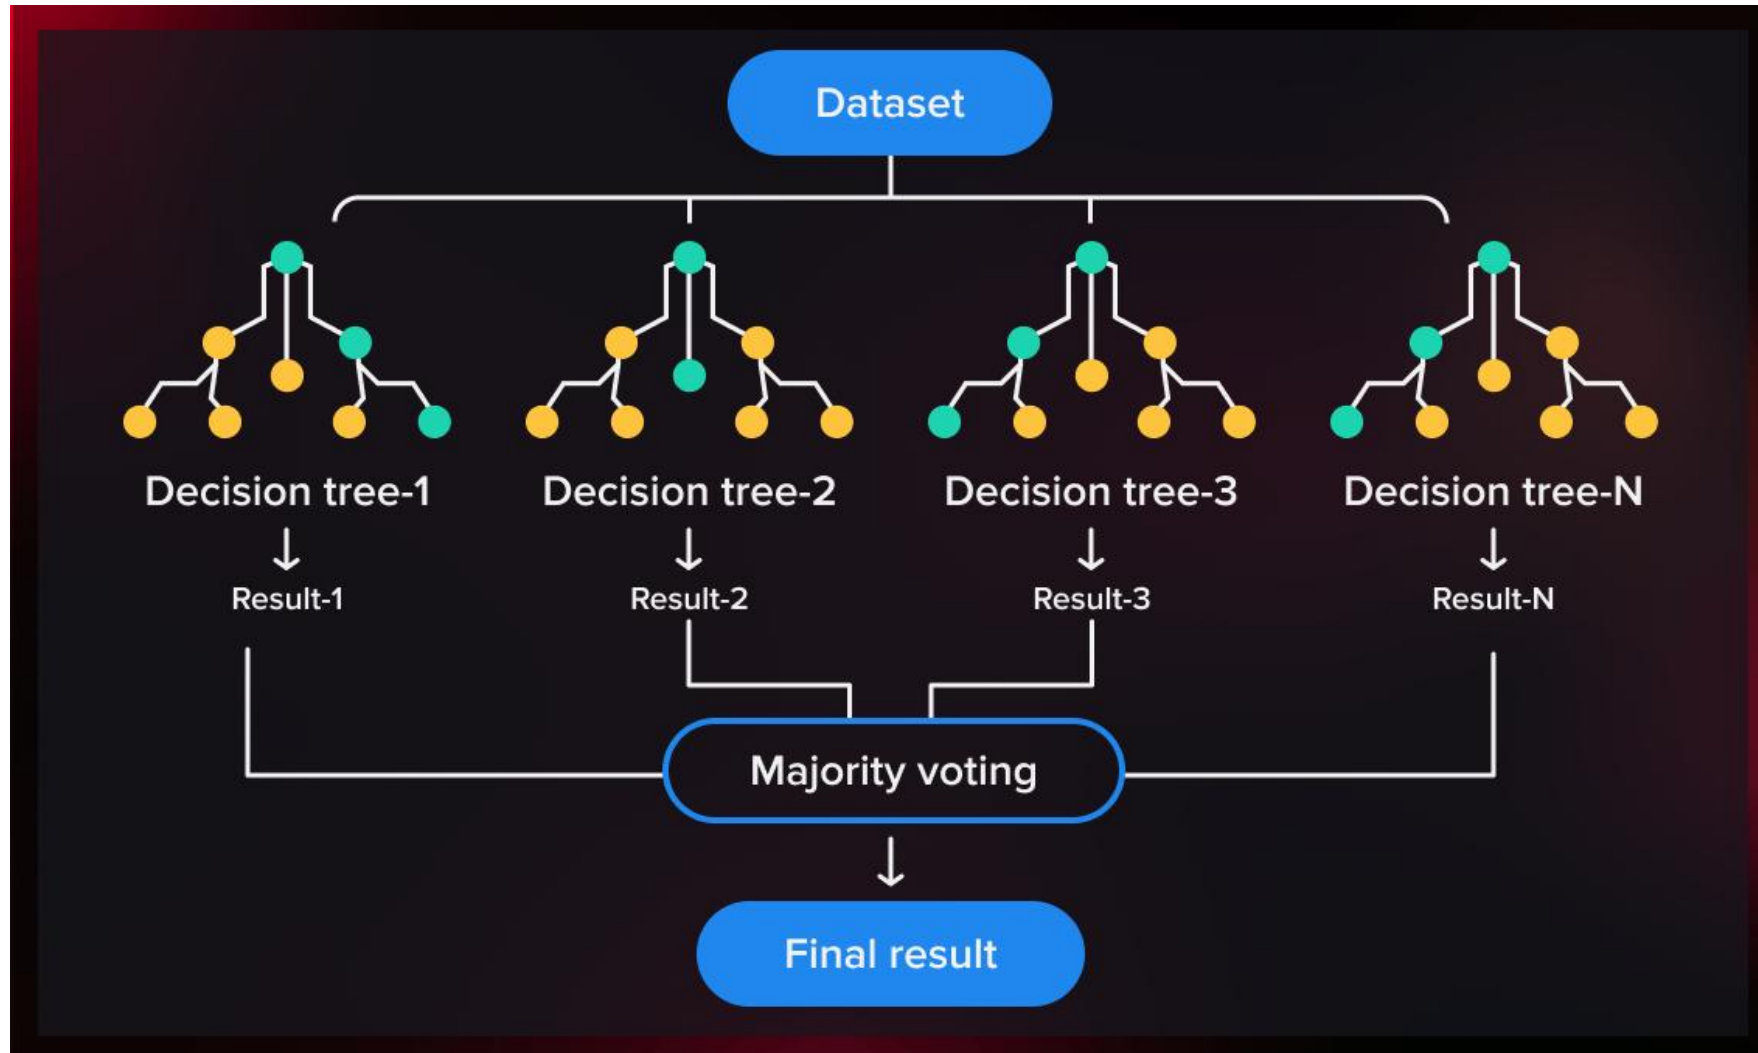 Dataset
Decision tree-1
Decision tree-2
Decision tree-3
Decision tree-N
Result-1
Result-2
Result-3
Result-N
Majority voting
Final result